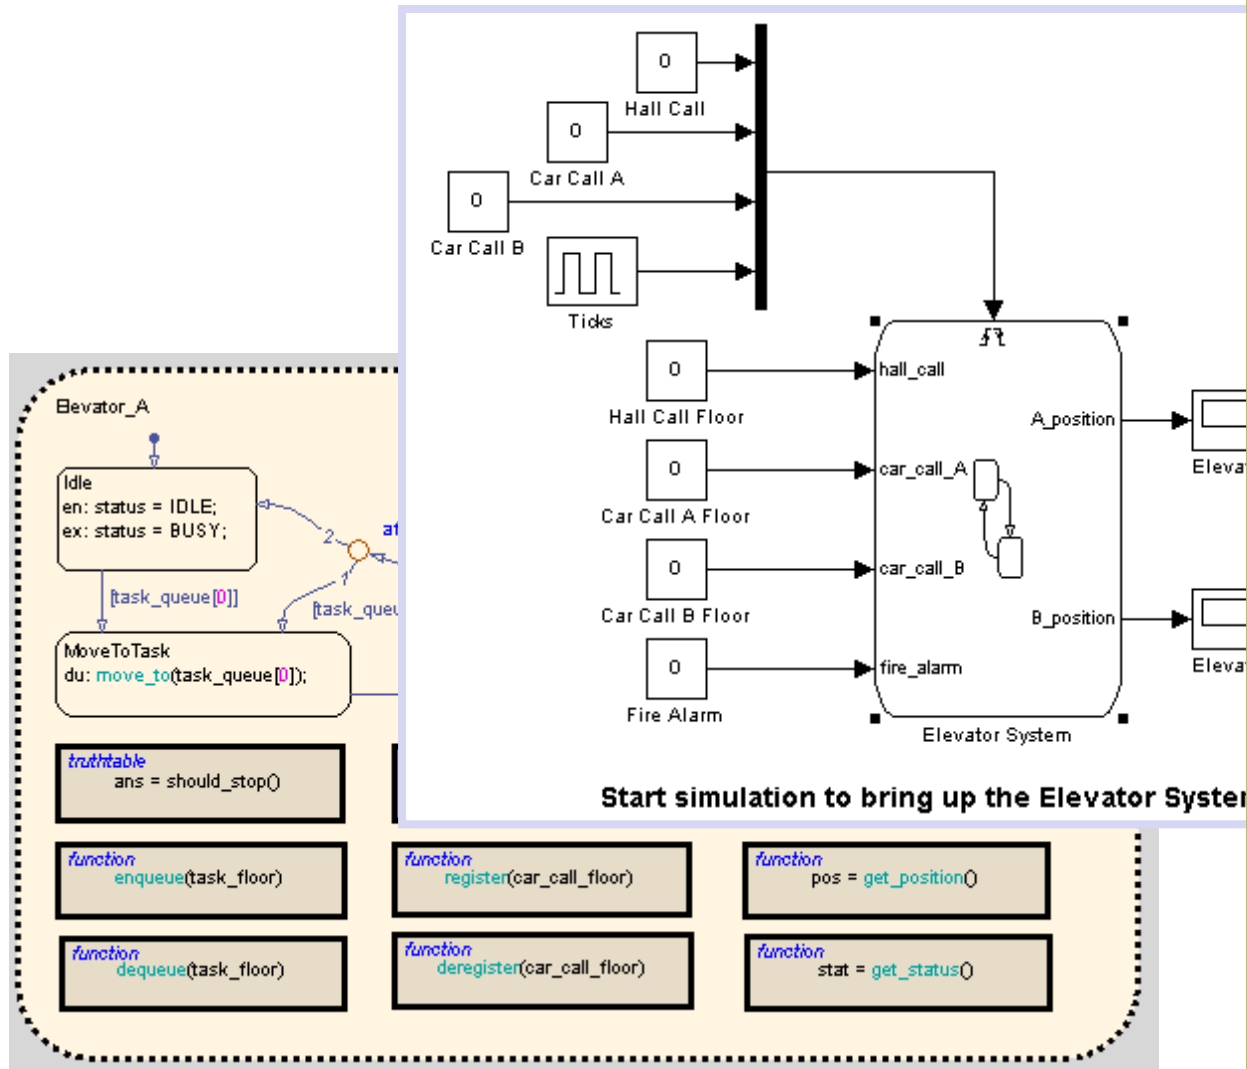 0
Hall Call
0
Car Call A
0
Car Call B
Ticks
0
Hall Call Floor
0
Car Call A Floor
0
Car Call B Floor
0
Fire Alarm
hall_call
car_call_A
car_call_B
fire_alarm
A_position
B_position
Elevator System
Start simulation to bring up the Elevator
Elevator_A
Idle
en: status = IDLE;
ex: status = BUSY;
2
1
[task_queue[0]]
MoveToTask
du: move_to(task_queue[0]);
truthtable
ans = should_stop()
function
enqueue(task_floor)
function
register(car_call_floor)
function
pos = get_position()
function
dequeue(task_floor)
function
deregister(car_call_floor)
function
stat = get_status()